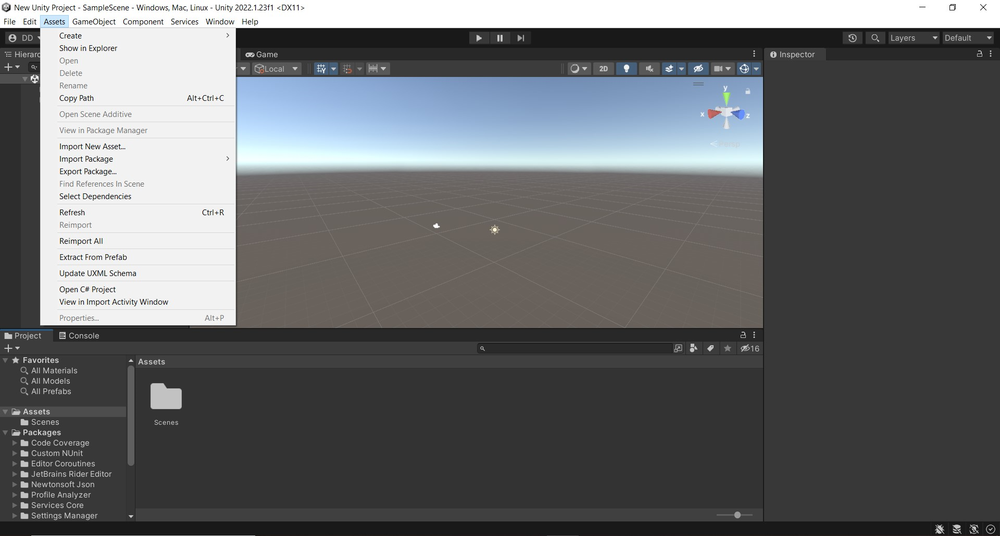 New Unity Project - SampleScene - Windows, Mac, Linux - Unity 2022.1.23f1 <DX11>
File Edit Assets GameObject Component Services Window Help
DD
Layers Default
Hierarc
Game
Inspector
Local
2D
Create
Show in Explorer
Open
Delete
Rename
Copy Path Alt+Ctrl+C
Open Scene Additive
View in Package Manager
Import New Asset...
Import Package
Export Package...
Find References In Scene
Select Dependencies
Refresh Ctrl+R
Reimport
Reimport All
Extract From Prefab
Update UXML Schema
Open C# Project
View in Import Activity Window
Properties... Alt+P
y
x
z
Persp
Project Console
16
Favorites
All Materials
All Models
All Prefabs
Assets
Scenes
Packages
Code Coverage
Custom NUnit
Editor Coroutines
JetBrains Rider Editor
Newtonsoft Json
Profile Analyzer
Services Core
Settings Manager
Assets
Scenes